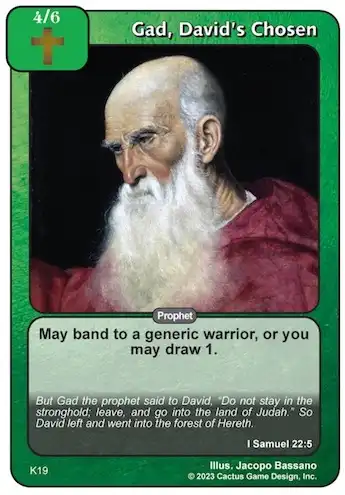 4/6
Gad, David's Chosen
Prophet
May band to a generic warrior, or you
may draw 1.
But Gad the prophet said to David, "Do not stay in the
stronghold; leave, and go into the land of Judah." So
David left and went into the forest of Hereth.
I Samuel 22:5
K19
Illus. Jacopo Bassano
© 2023 Cactus Game Design, Inc.